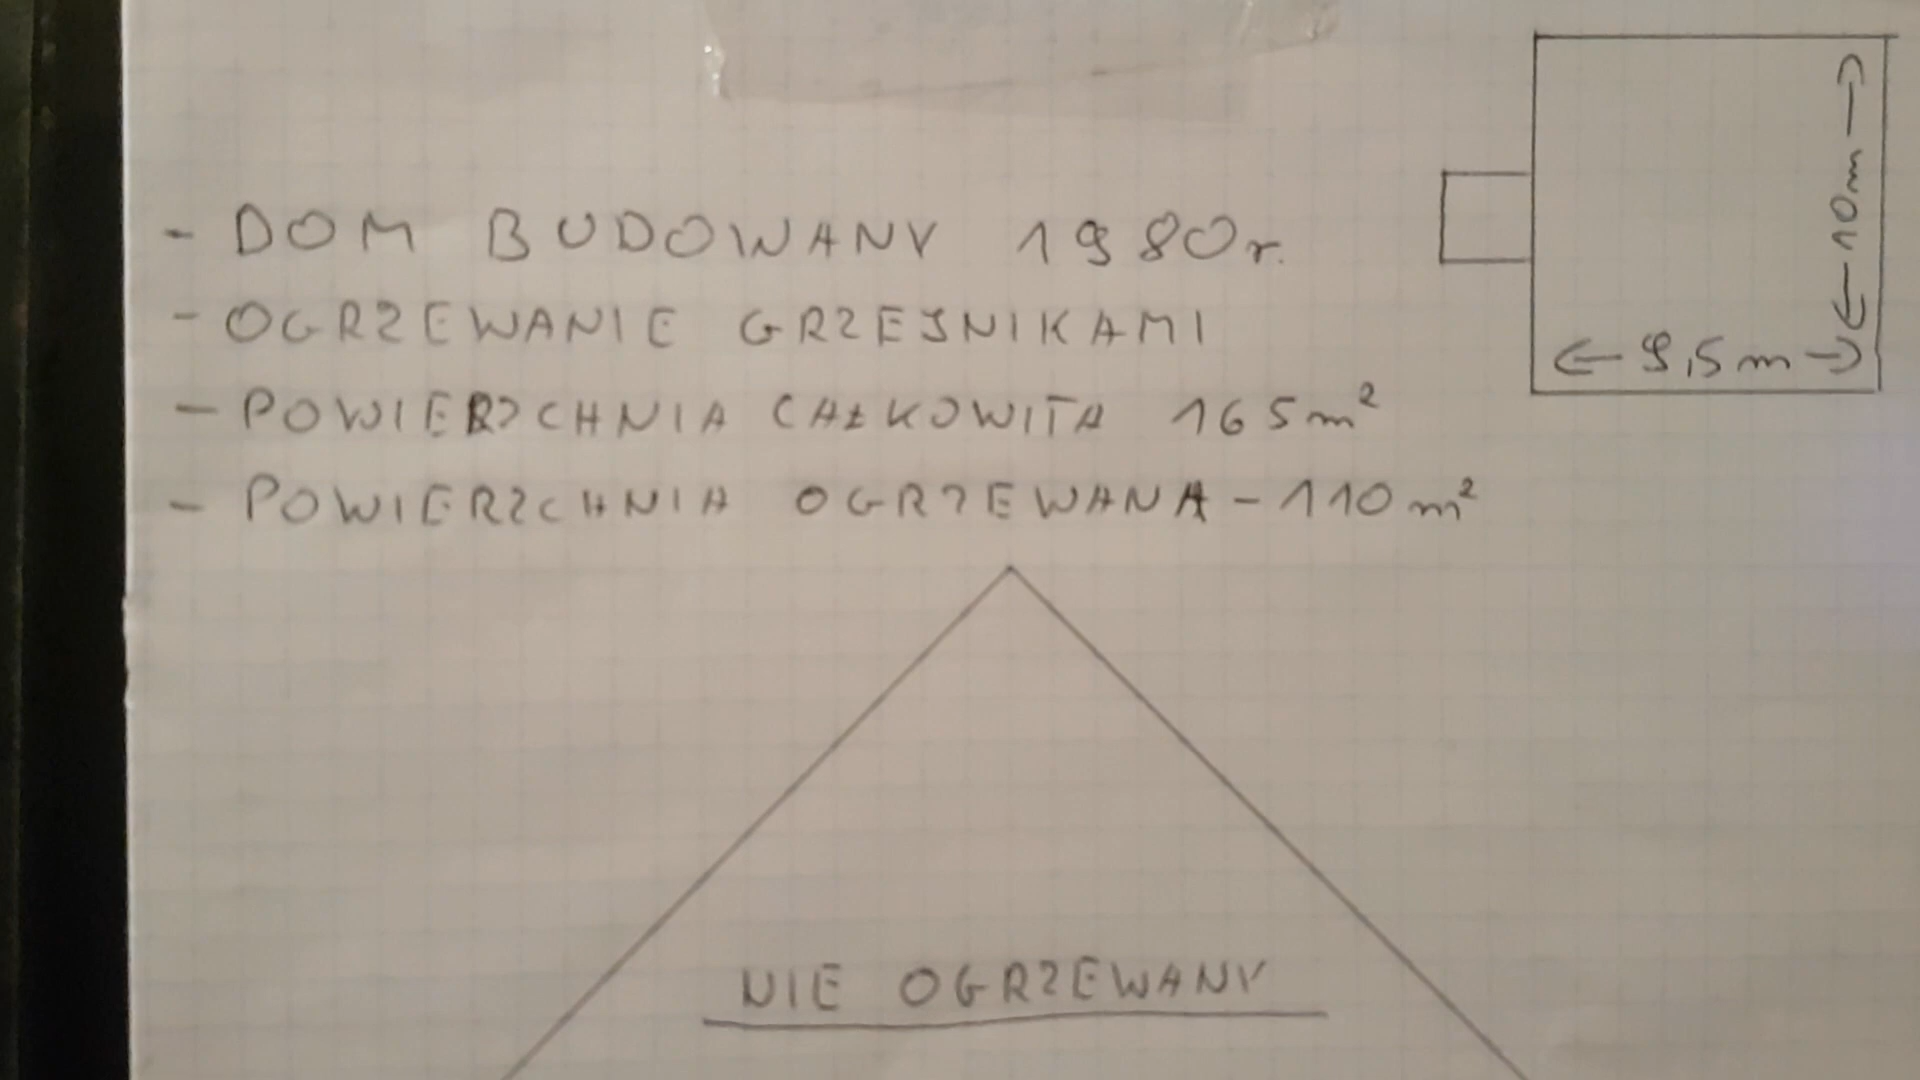 - DOM BUDOWANY 1980r.
- OGRZEWANIE GRZEJNIKAMI
- POWIERZCHNIA CAŁKOWITA 165m²
- POWIERZCHNIA OGRZEWANA - 110m²
10m
9,5m
NIE OGRZEWANY